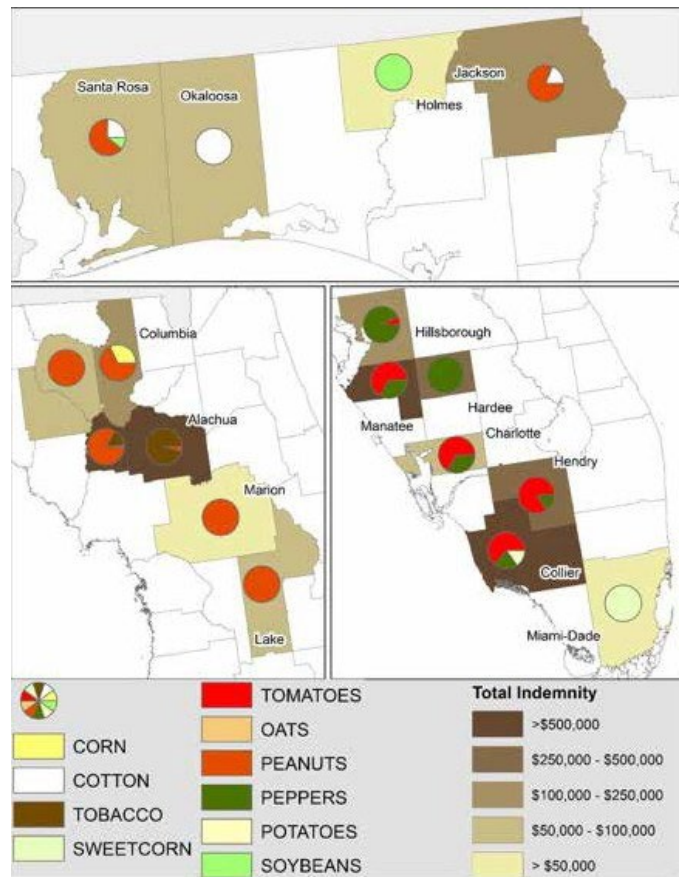 Santa Rosa
Okaloosa
Jackson
Holmes
Columbia
Alachua
Marion
Lake
Hillsborough
Hardee
Manatee
Charlotte
Hendry
Collier
Miami-Dade
CORN
COTTON
TOBACCO
SWEETCORN
TOMATOES
OATS
PEANUTS
PEPPERS
POTATOES
SOYBEANS
Total Indemnity
>$500,000
$250,000 - $500,000
$100,000 - $250,000
$50,000 - $100,000
> $50,000